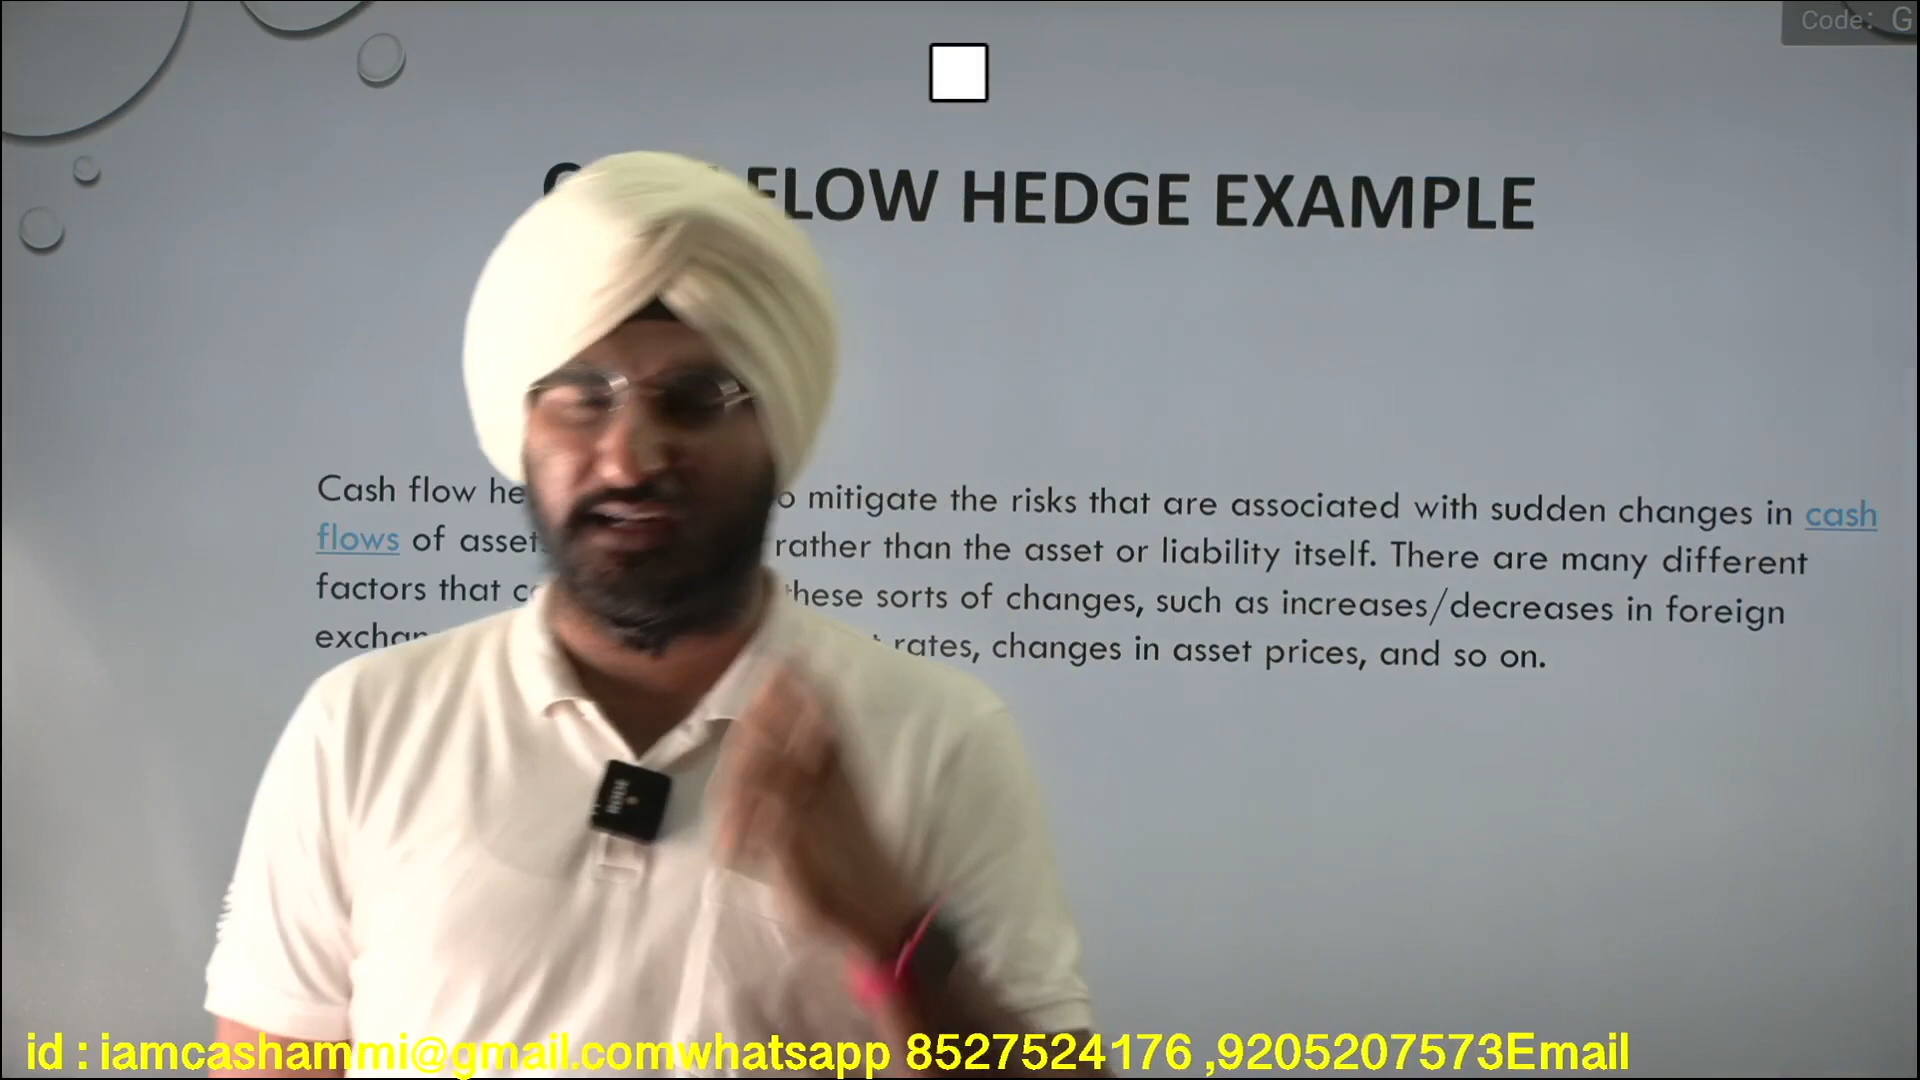 Code: G
FLOW HEDGE EXAMPLE
Cash flow mitigate the risks that are associated with sudden changes in cash
flows of rather than the asset or liability itself. There are many different
factors that these sorts of changes, such as increases/decreases in foreign
rates, changes in asset prices, and so on.
RODE
id : iamcashammi@gmail.comwhatsapp 8527524176 ,9205207573Email